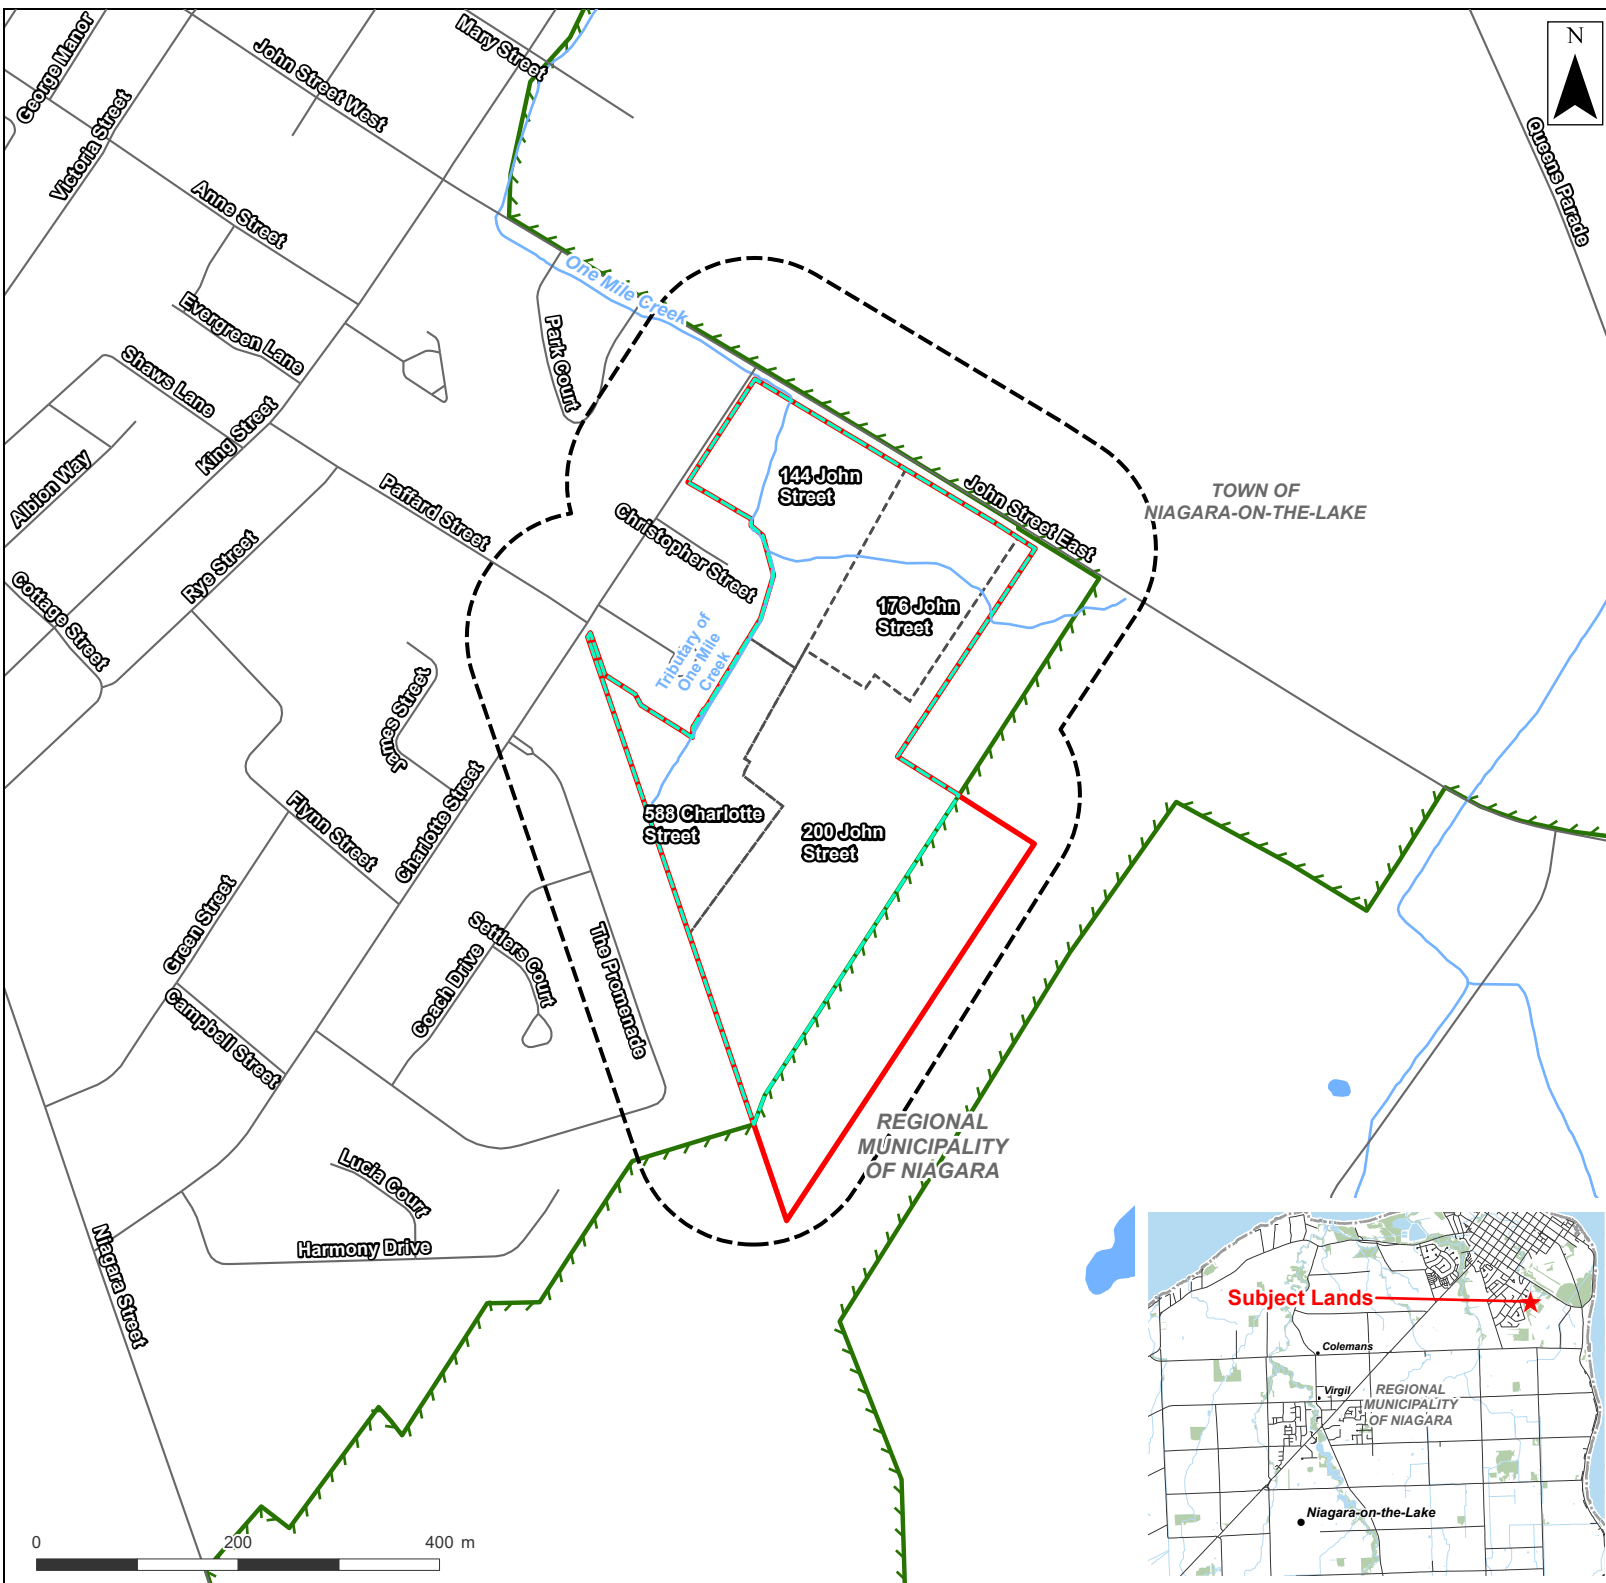 George Manor
Victoria Street
John Street West
Mary Street
N
Queens Parade
Anne Street
One Mile Creek
Evergreen Lane
Park Court
Shaws Lane
King Street
Albion Way
Paffard Street
144 John
Street
John Street East
TOWN OF
NIAGARA-ON-THE-LAKE
Christopher Street
Rye Street
Cottage Street
176 John
Street
Tributary of
One Mile
Creek
James Street
Flynn Street
Charlotte Street
588 Charlotte
Street
200 John
Street
Green Street
Settlers Court
Coach Drive
The Promenade
Campbell Street
REGIONAL
MUNICIPALITY
OF NIAGARA
Lucia Court
Harmony Drive
Niagara Street
Subject Lands
Colemans
Virgil
REGIONAL
MUNICIPALITY
OF NIAGARA
Niagara-on-the-Lake
0 200 400 m